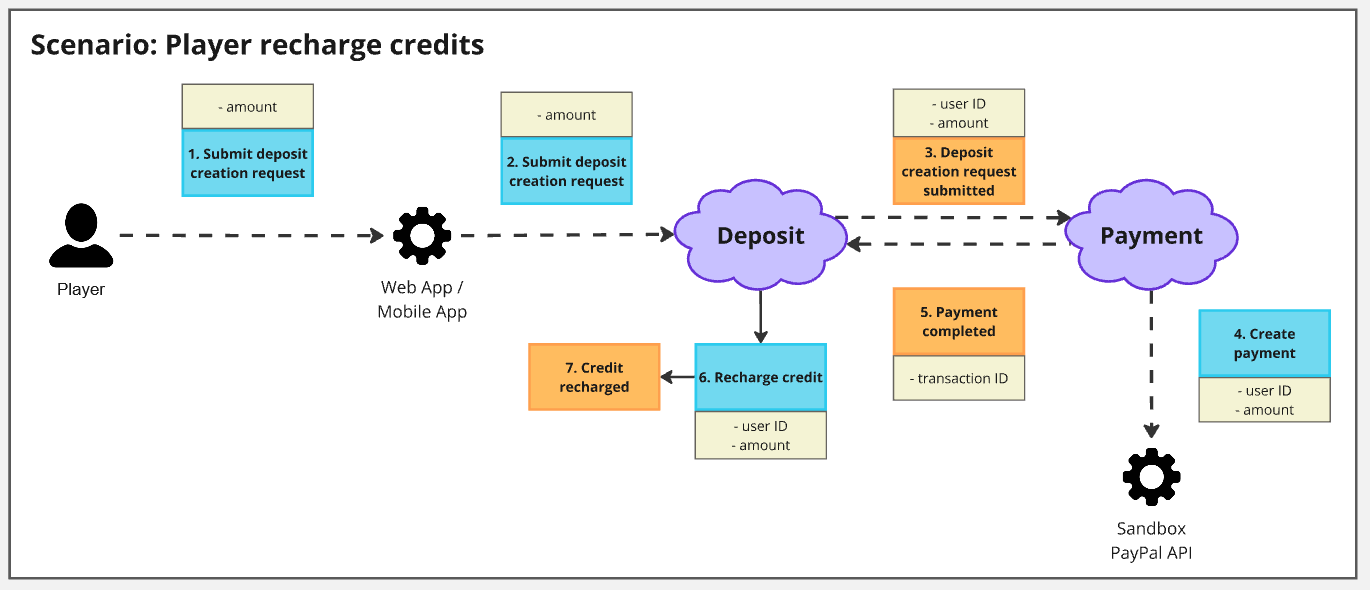 Scenario: Player recharge credits
- amount
1. Submit deposit
creation request
- amount
2. Submit deposit
creation request
- user ID
- amount
3. Deposit
creation request
submitted
Player
Web App /
Mobile App
Deposit
Payment
5. Payment
completed
- transaction ID
4. Create
payment
- user ID
- amount
7. Credit
recharged
6. Recharge credit
- user ID
- amount
Sandbox
PayPal API